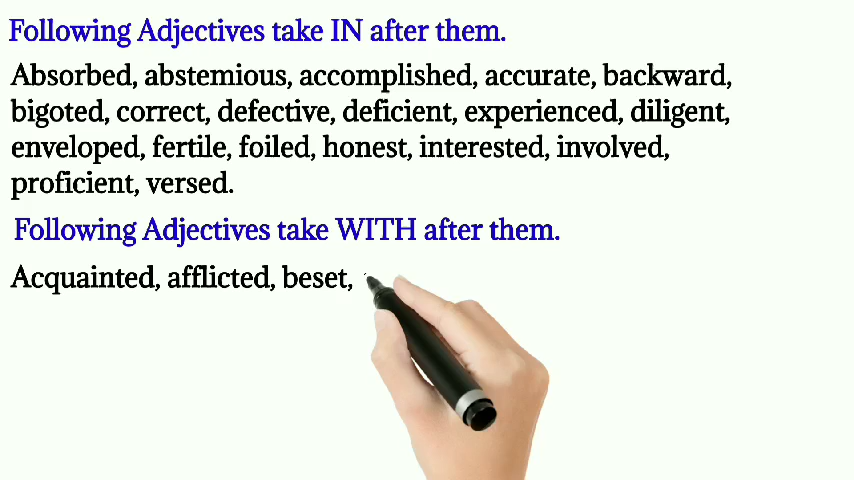 Following Adjectives take IN after them.
Absorbed, abstemious, accomplished, accurate, backward,
bigoted, correct, defective, deficient, experienced, diligent,
enveloped, fertile, foiled, honest, interested, involved,
proficient, versed.
Following Adjectives take WITH after them.
Acquainted, afflicted, beset,